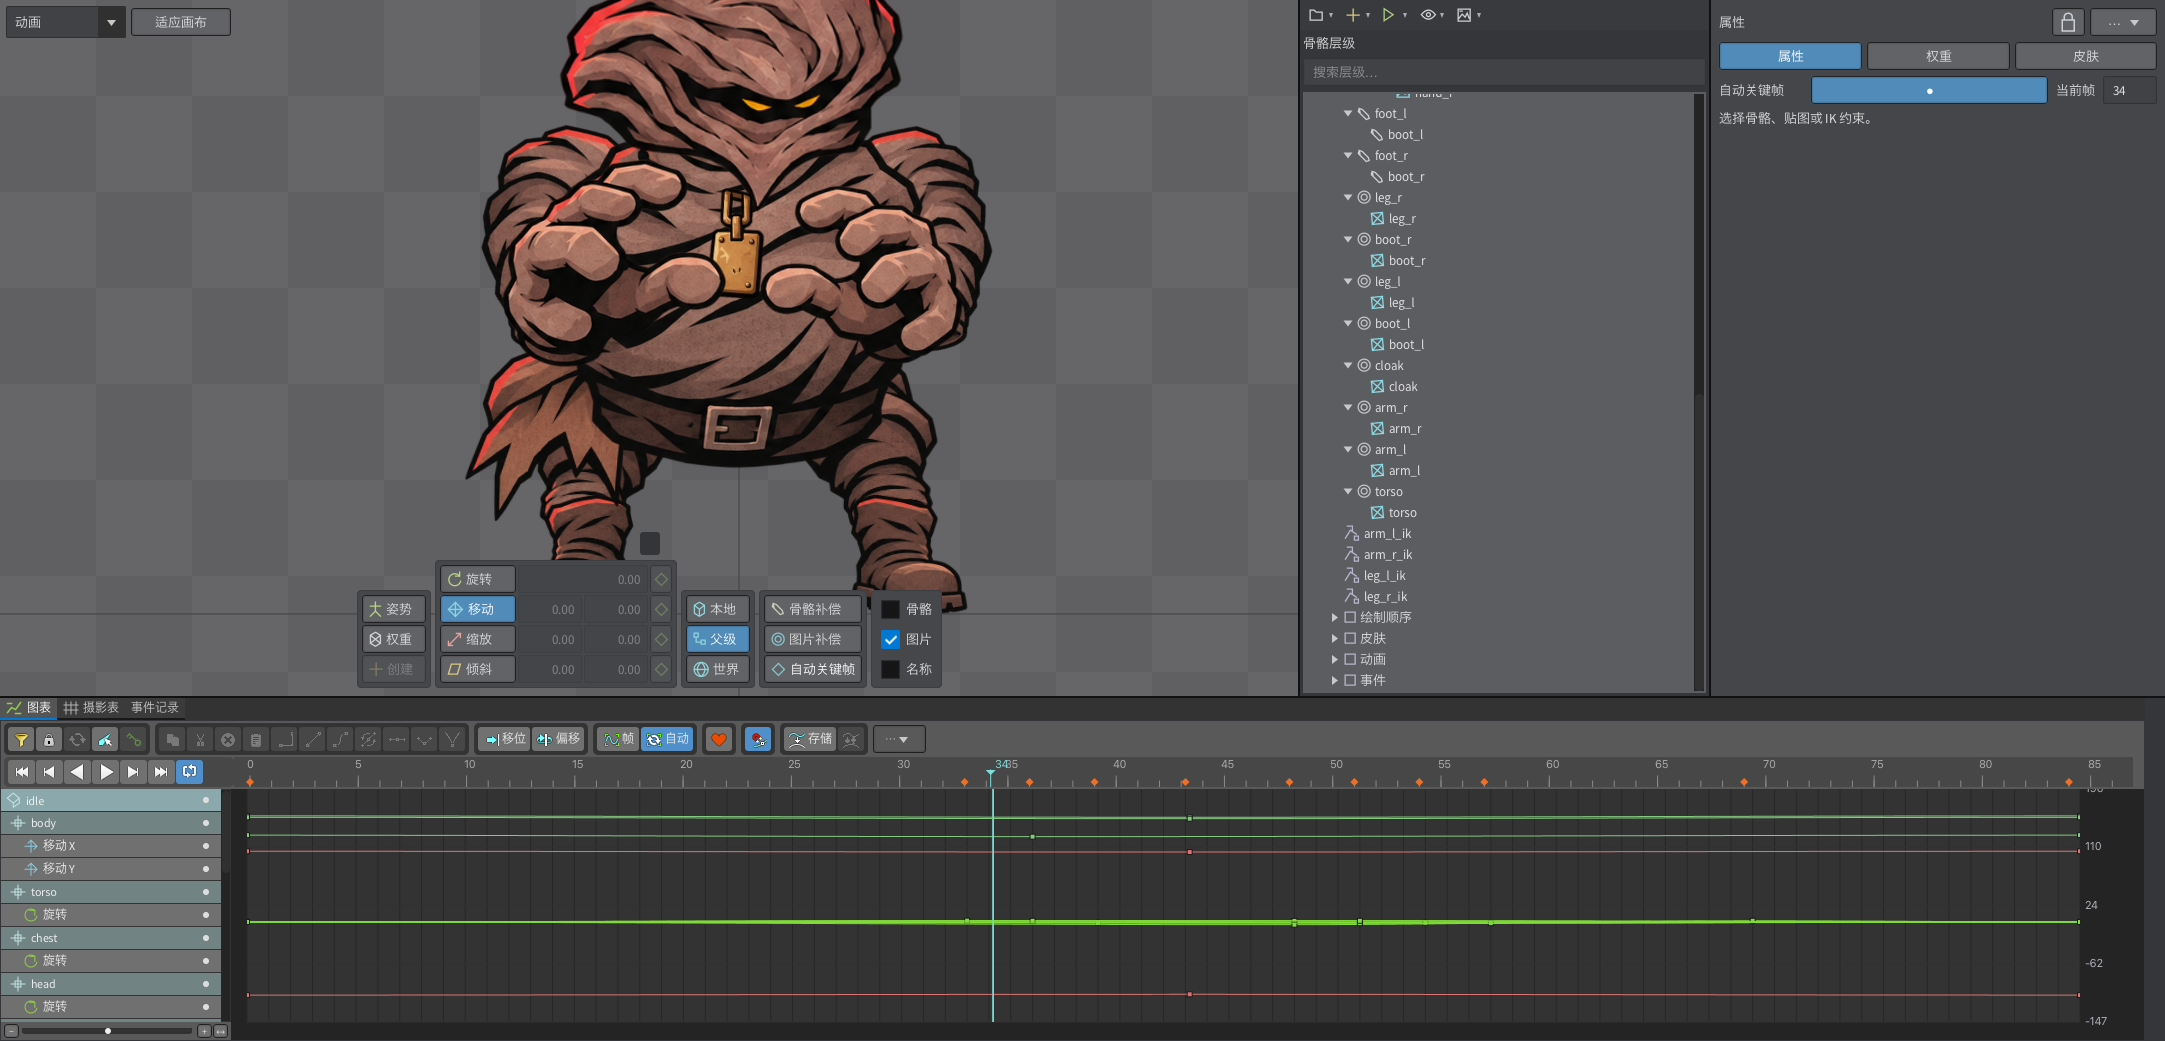 动画
适应画布
旋转 0.00
姿势
移动 0.00 0.00
权重
缩放 0.00 0.00
创建
倾斜 0.00 0.00
本地
父级
世界
骨骼补偿
图片补偿
自动关键帧
骨骼
图片
名称
骨骼层级
搜索层级...
hand_r
foot_l
boot_l
foot_r
boot_r
leg_r
leg_r
boot_r
boot_r
leg_l
leg_l
boot_l
boot_l
cloak
cloak
arm_r
arm_r
arm_l
arm_l
torso
torso
arm_l_ik
arm_r_ik
leg_l_ik
leg_r_ik
绘制顺序
皮肤
动画
事件
属性
...
属性 权重 皮肤
自动关键帧 当前帧 34
选择骨骼、贴图或 IK 约束。
图表 摄影表 事件记录
移位 偏移 帧 自动 存储 ...
0 5 10 15 20 25 30 34 35 40 45 50 55 60 65 70 75 80 85
idle
body
移动 X
移动 Y
torso
旋转
chest
旋转
head
旋转
110
24
-62
-147